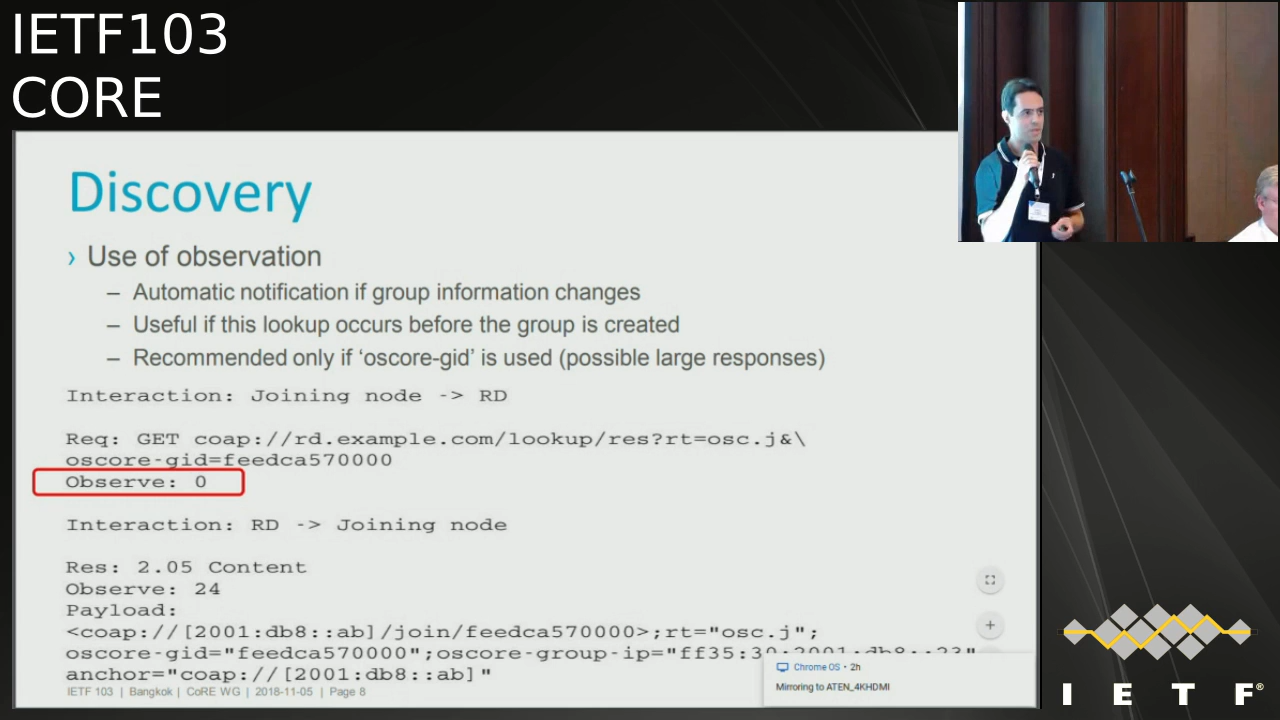 IETF103
CORE
Discovery
› Use of observation
– Automatic notification if group information changes
– Useful if this lookup occurs before the group is created
– Recommended only if ‘oscore-gid’ is used (possible large responses)
Interaction: Joining node -> RD
Req: GET coap://rd.example.com/lookup/res?rt=osc.j&\
oscore-gid=feedca570000
Observe: 0
Interaction: RD -> Joining node
Res: 2.05 Content
Observe: 24
Payload:
<coap://[2001:db8::ab]/join/feedca570000>;rt="osc.j";
oscore-gid="feedca570000";oscore-group-ip="ff35:30:2001:db8::23"
anchor="coap://[2001:db8::ab]"
IETF 103 | Bangkok | CoRE WG | 2018-11-05 | Page 8
Chrome OS • 2h
Mirroring to ATEN_4KHDMI
I E T F®